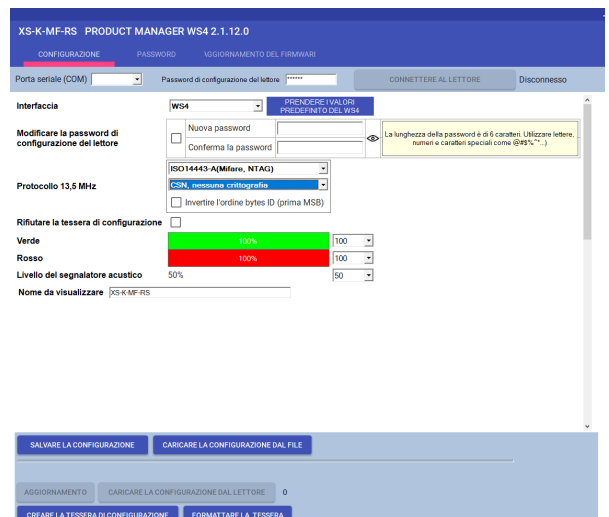 XS-K-MF-RS PRODUCT MANAGER WS4 2.1.12.0
CONFIGURAZIONE PASSWORD \GGIORNAMENTO DEL FIRMWARI
Porta seriale (COM) Password di configurazione del lettore ****** CONNETTERE AL LETTORE Disconnesso
Interfaccia WS4 PRENDERE I VALORI PREDEFINITO DEL WS4
Modificare la password di configurazione del lettore
Nuova password
Conferma la password
La lunghezza della password è di 6 caratteri. Utilizzare lettere, numeri e caratteri speciali come @#$%^*...)
Protocollo 13,5 MHz
ISO14443-A(Mifare, NTAG)
CSN, nessuna crittografia
Invertire l'ordine bytes ID (prima MSB)
Rifiutare la tessera di configurazione
Verde 100% 100
Rosso 100% 100
Livello del segnalatore acustico 50% 50
Nome da visualizzare XS-K-MF-RS
SALVARE LA CONFIGURAZIONE CARICARE LA CONFIGURAZIONE DAL FILE
AGGIORNAMENTO CARICARE LA CONFIGURAZIONE DAL LETTORE 0
CREARE LA TESSERA DI CONFIGURAZIONE FORMATTARE LA TESSERA